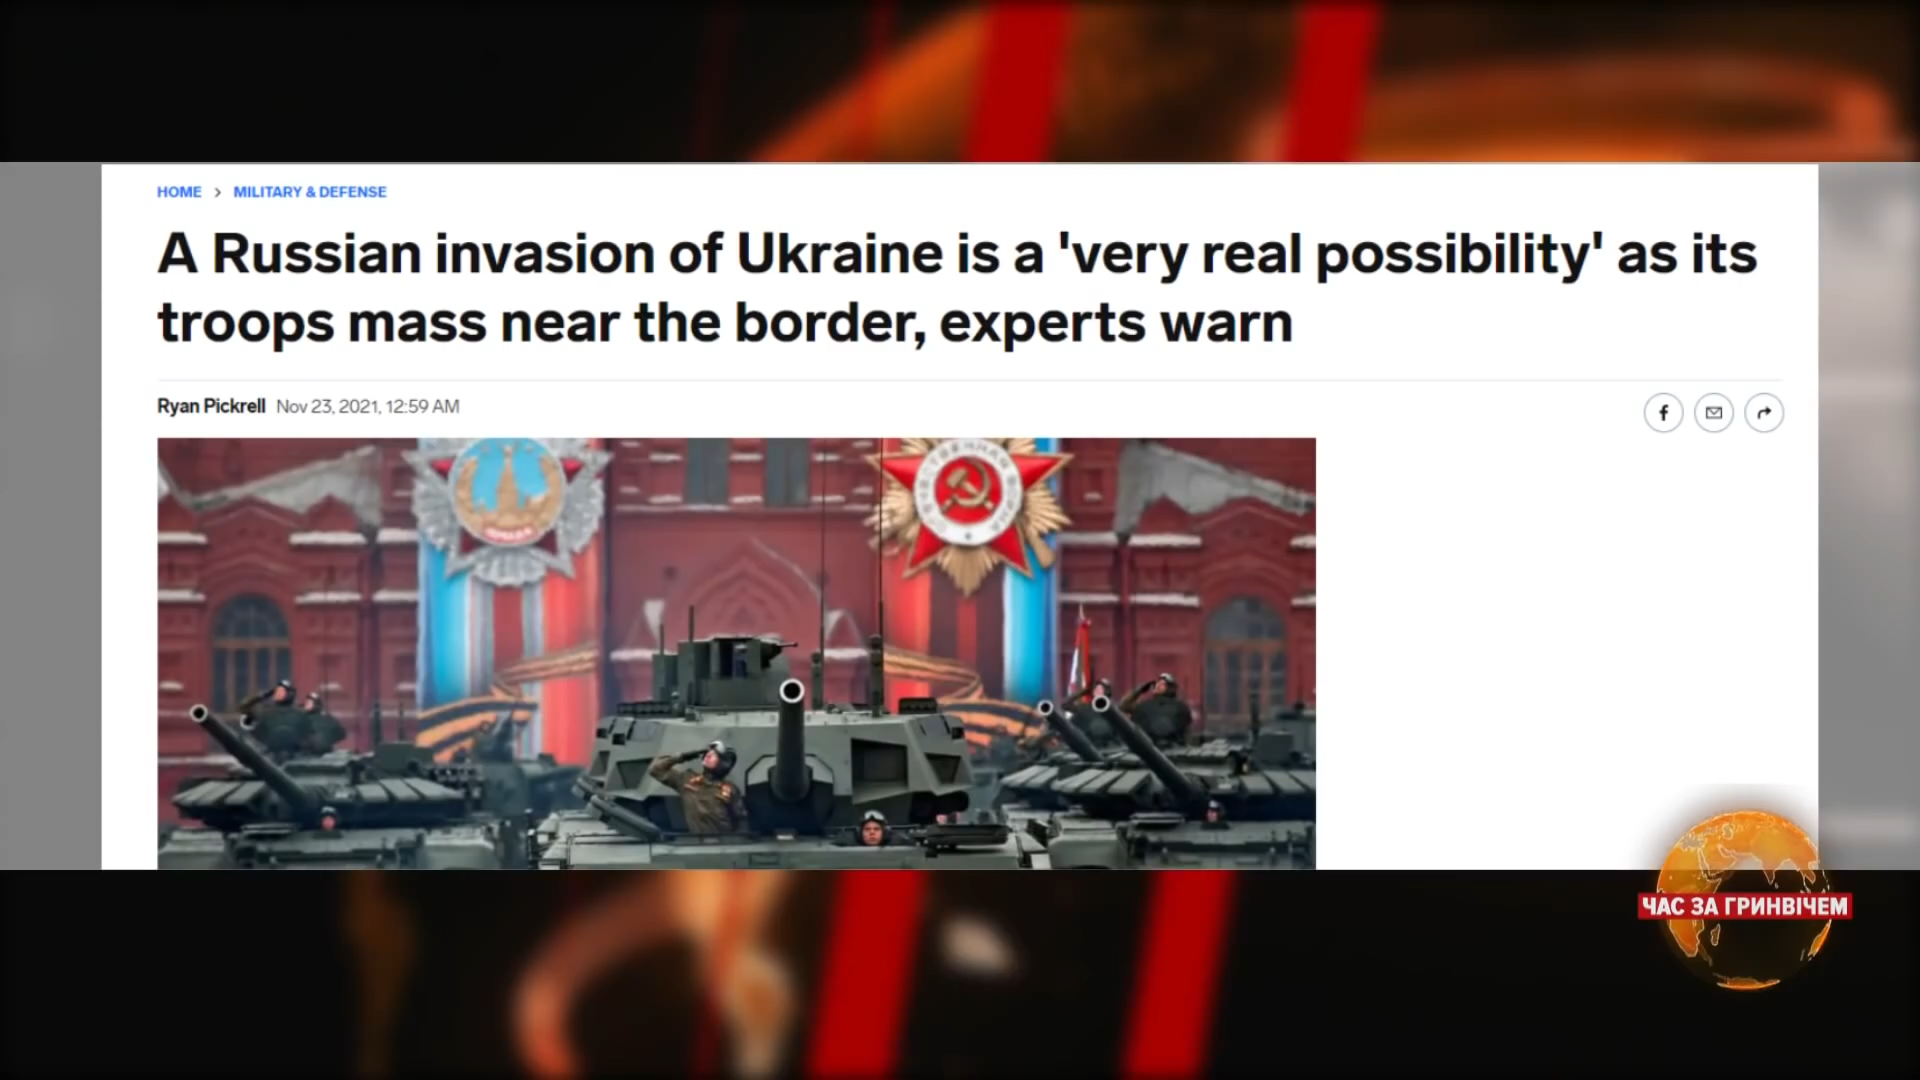 HOME > MILITARY & DEFENSE
A Russian invasion of Ukraine is a 'very real possibility' as its
troops mass near the border, experts warn
Ryan Pickrell Nov 23, 2021, 12:59 AM
ЧАС ЗА ГРИНВІЧЕМ